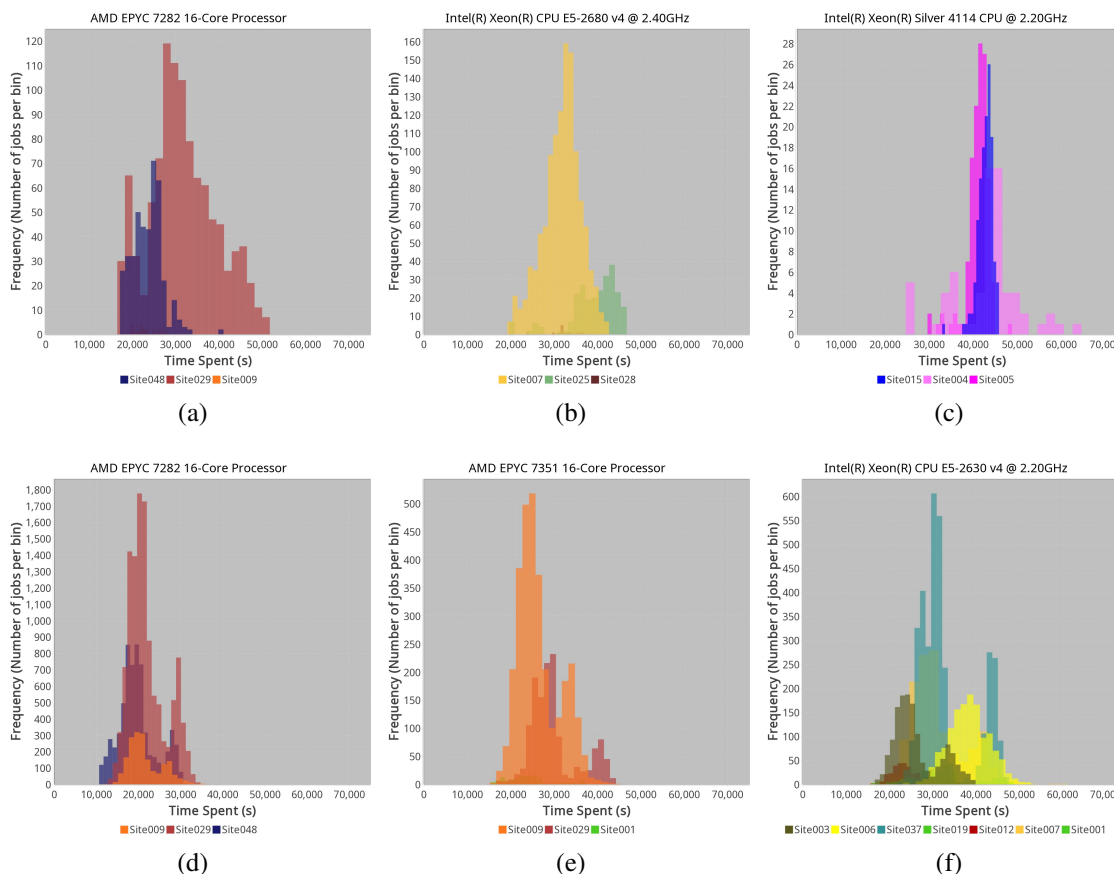 AMD EPYC 7282 16-Core Processor
Frequency (Number of jobs per bin)
120
110
100
90
80
70
60
50
40
30
20
10
0
0 10,000 20,000 30,000 40,000 50,000 60,000 70,000
Time Spent (s)
Site048 Site029 Site009
(a)
Intel(R) Xeon(R) CPU E5-2680 v4 @ 2.40GHz
Frequency (Number of jobs per bin)
160
150
140
130
120
110
100
90
80
70
60
50
40
30
20
10
0
0 10,000 20,000 30,000 40,000 50,000 60,000 70,000
Time Spent (s)
Site007 Site025 Site028
(b)
Intel(R) Xeon(R) Silver 4114 CPU @ 2.20GHz
Frequency (Number of jobs per bin)
28
26
24
22
20
18
16
14
12
10
8
6
4
2
0
0 10,000 20,000 30,000 40,000 50,000 60,000 70,00
Time Spent (s)
Site015 Site004 Site005
(c)
AMD EPYC 7282 16-Core Processor
Frequency (Number of jobs per bin)
1,800
1,700
1,600
1,500
1,400
1,300
1,200
1,100
1,000
900
800
700
600
500
400
300
200
100
0
0 10,000 20,000 30,000 40,000 50,000 60,000 70,000
Time Spent (s)
Site009 Site029 Site048
(d)
AMD EPYC 7351 16-Core Processor
Frequency (Number of jobs per bin)
500
450
400
350
300
250
200
150
100
50
0
0 10,000 20,000 30,000 40,000 50,000 60,000 70,000
Time Spent (s)
Site009 Site029 Site001
(e)
Intel(R) Xeon(R) CPU E5-2630 v4 @ 2.20GHz
Frequency (Number of jobs per bin)
600
550
500
450
400
350
300
250
200
150
100
50
0
0 10,000 20,000 30,000 40,000 50,000 60,000 70,00
Time Spent (s)
Site003 Site006 Site037 Site019 Site012 Site007 Site001
(f)